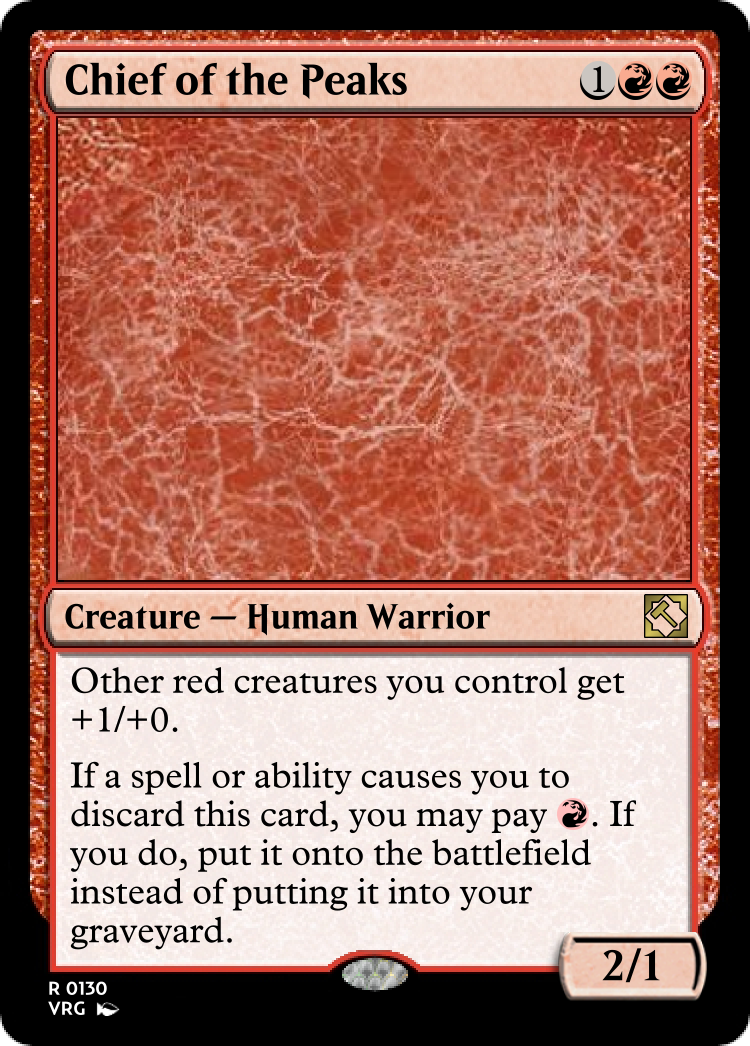 Chief of the Peaks 1
Creature — Human Warrior
Other red creatures you control get
+1/+0.
If a spell or ability causes you to
discard this card, you may pay . If
you do, put it onto the battlefield
instead of putting it into your
graveyard.
2/1
R 0130
VRG